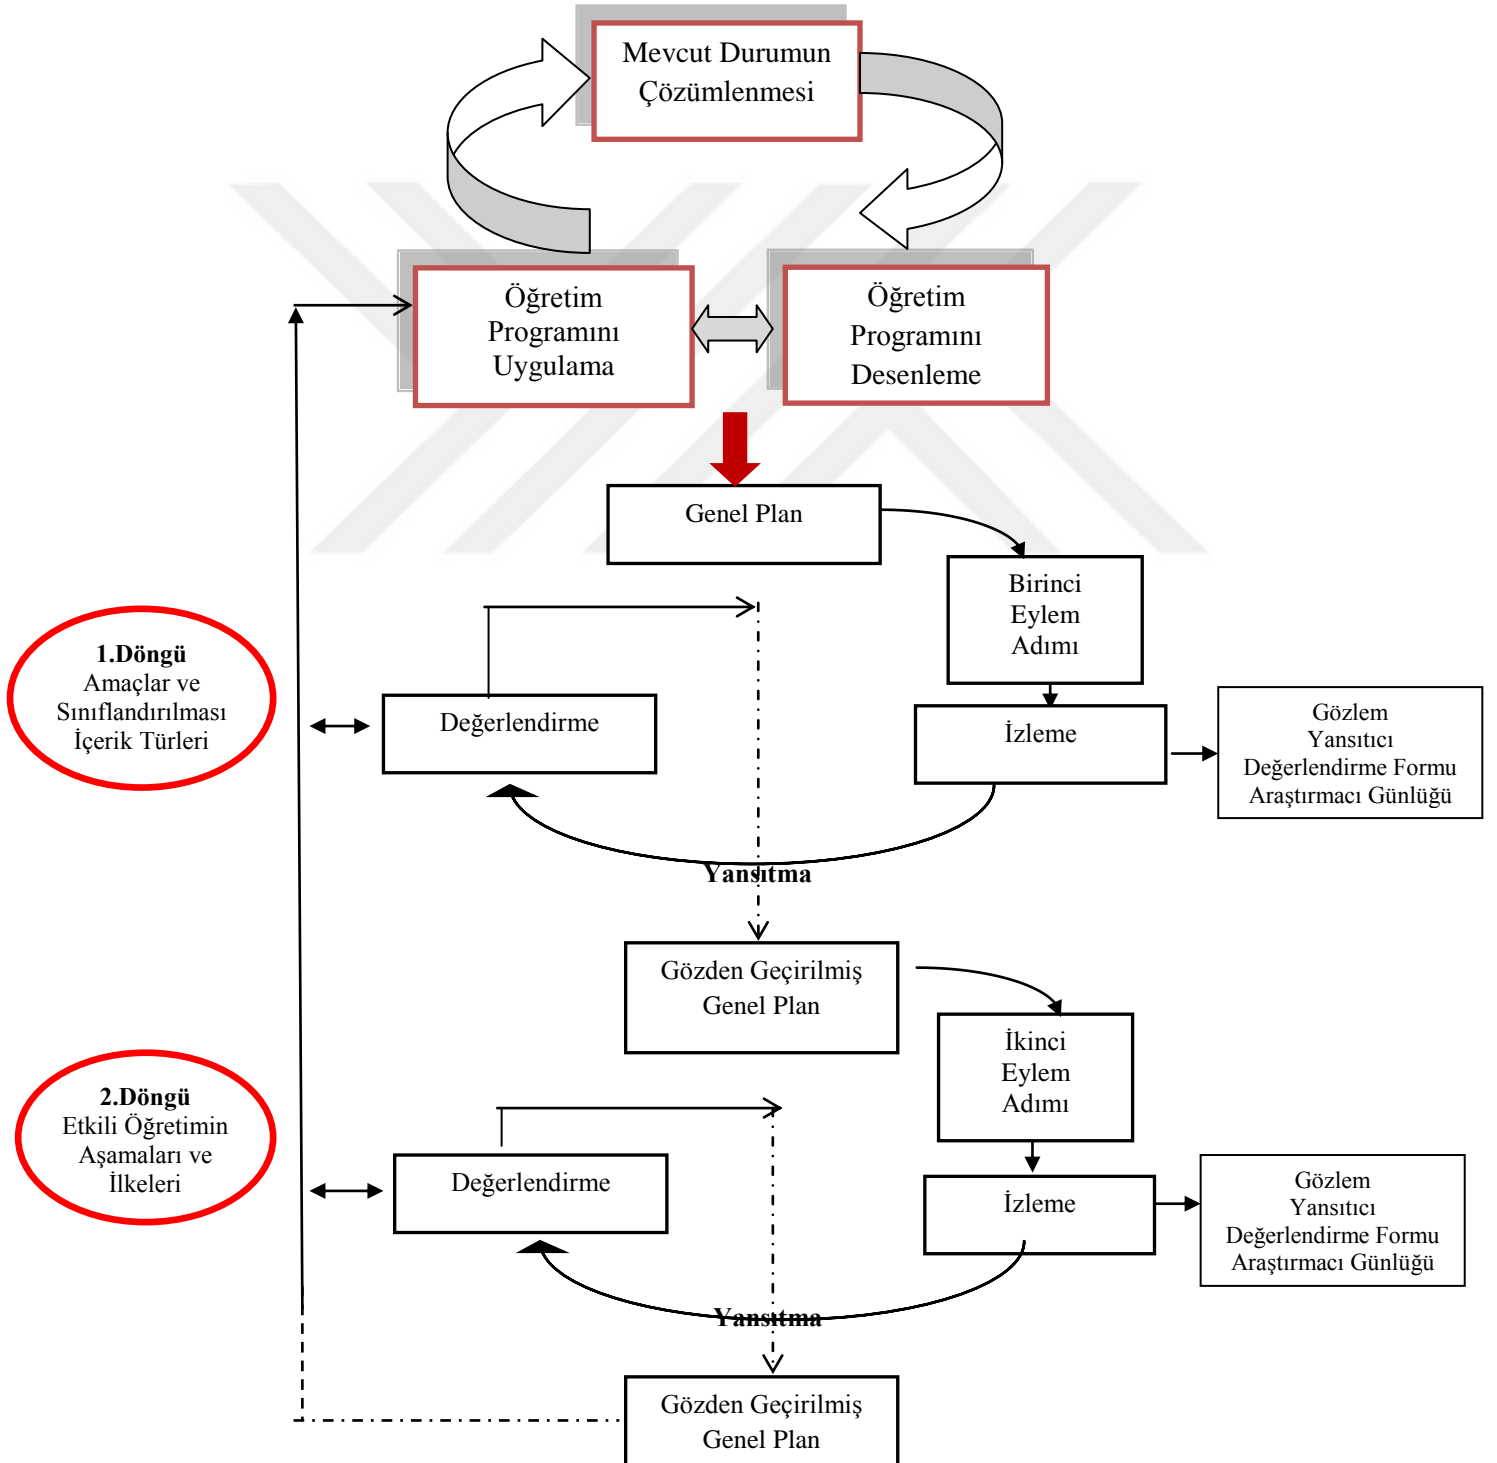 Mevcut Durumun
Çözümlenmesi
Öğretim
Programını
Uygulama
Öğretim
Programını
Desenleme
Genel Plan
Birinci
Eylem
Adımı
1.Döngü
Amaçlar ve
Sınıflandırılması
İçerik Türleri
Değerlendirme
İzleme
Gözlem
Yansıtıcı
Değerlendirme Formu
Araştırmacı Günlüğü
Yansıtma
Gözden Geçirilmiş
Genel Plan
İkinci
Eylem
Adımı
2.Döngü
Etkili Öğretimin
Aşamaları ve
İlkeleri
Değerlendirme
İzleme
Gözlem
Yansıtıcı
Değerlendirme Formu
Araştırmacı Günlüğü
Yansıtma
Gözden Geçirilmiş
Genel Plan